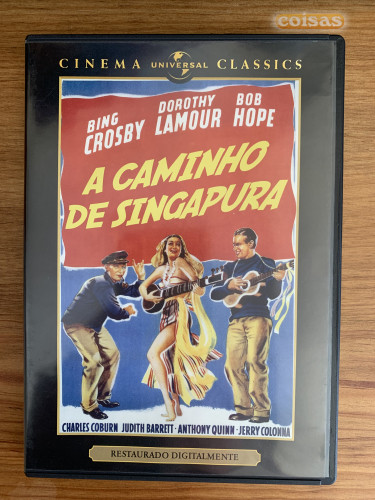 coisas
CINEMA UNIVERSAL CLASSICS
BING CROSBY
DOROTHY LAMOUR
BOB HOPE
A CAMINHO
DE SINGAPURA
CHARLES COBURN JUDITH BARRETT · ANTHONY QUINN · JERRY COLONNA
RESTAURADO DIGITALMENTE